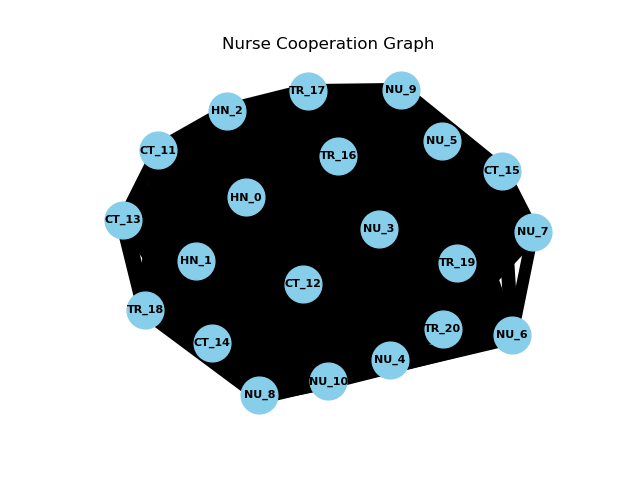 Nurse Cooperation Graph
NU_9
TR_17
HN_2
NU_5
CT_11
TR_16
CT_15
HN_0
CT_13
NU_3
NU_7
HN_1
TR_19
CT_12
TR_18
TR_20
NU_6
CT_14
NU_4
NU_10
NU_8